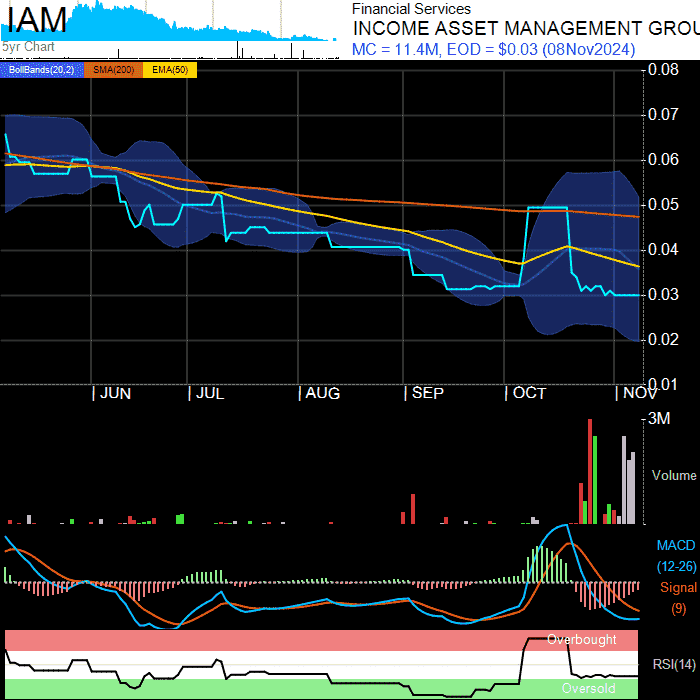 IAM
5yr Chart
Financial Services
INCOME ASSET MANAGEMENT GROU
MC = 11.4M, EOD = $0.03 (08Nov2024)
BollBands(20,2) SMA(200) EMA(50)
0.08
0.07
0.06
0.05
0.04
0.03
0.02
0.01
JUN JUL AUG SEP OCT NOV
3M
Volume
MACD
(12-26)
Signal
(9)
Overbought
RSI(14)
Oversold